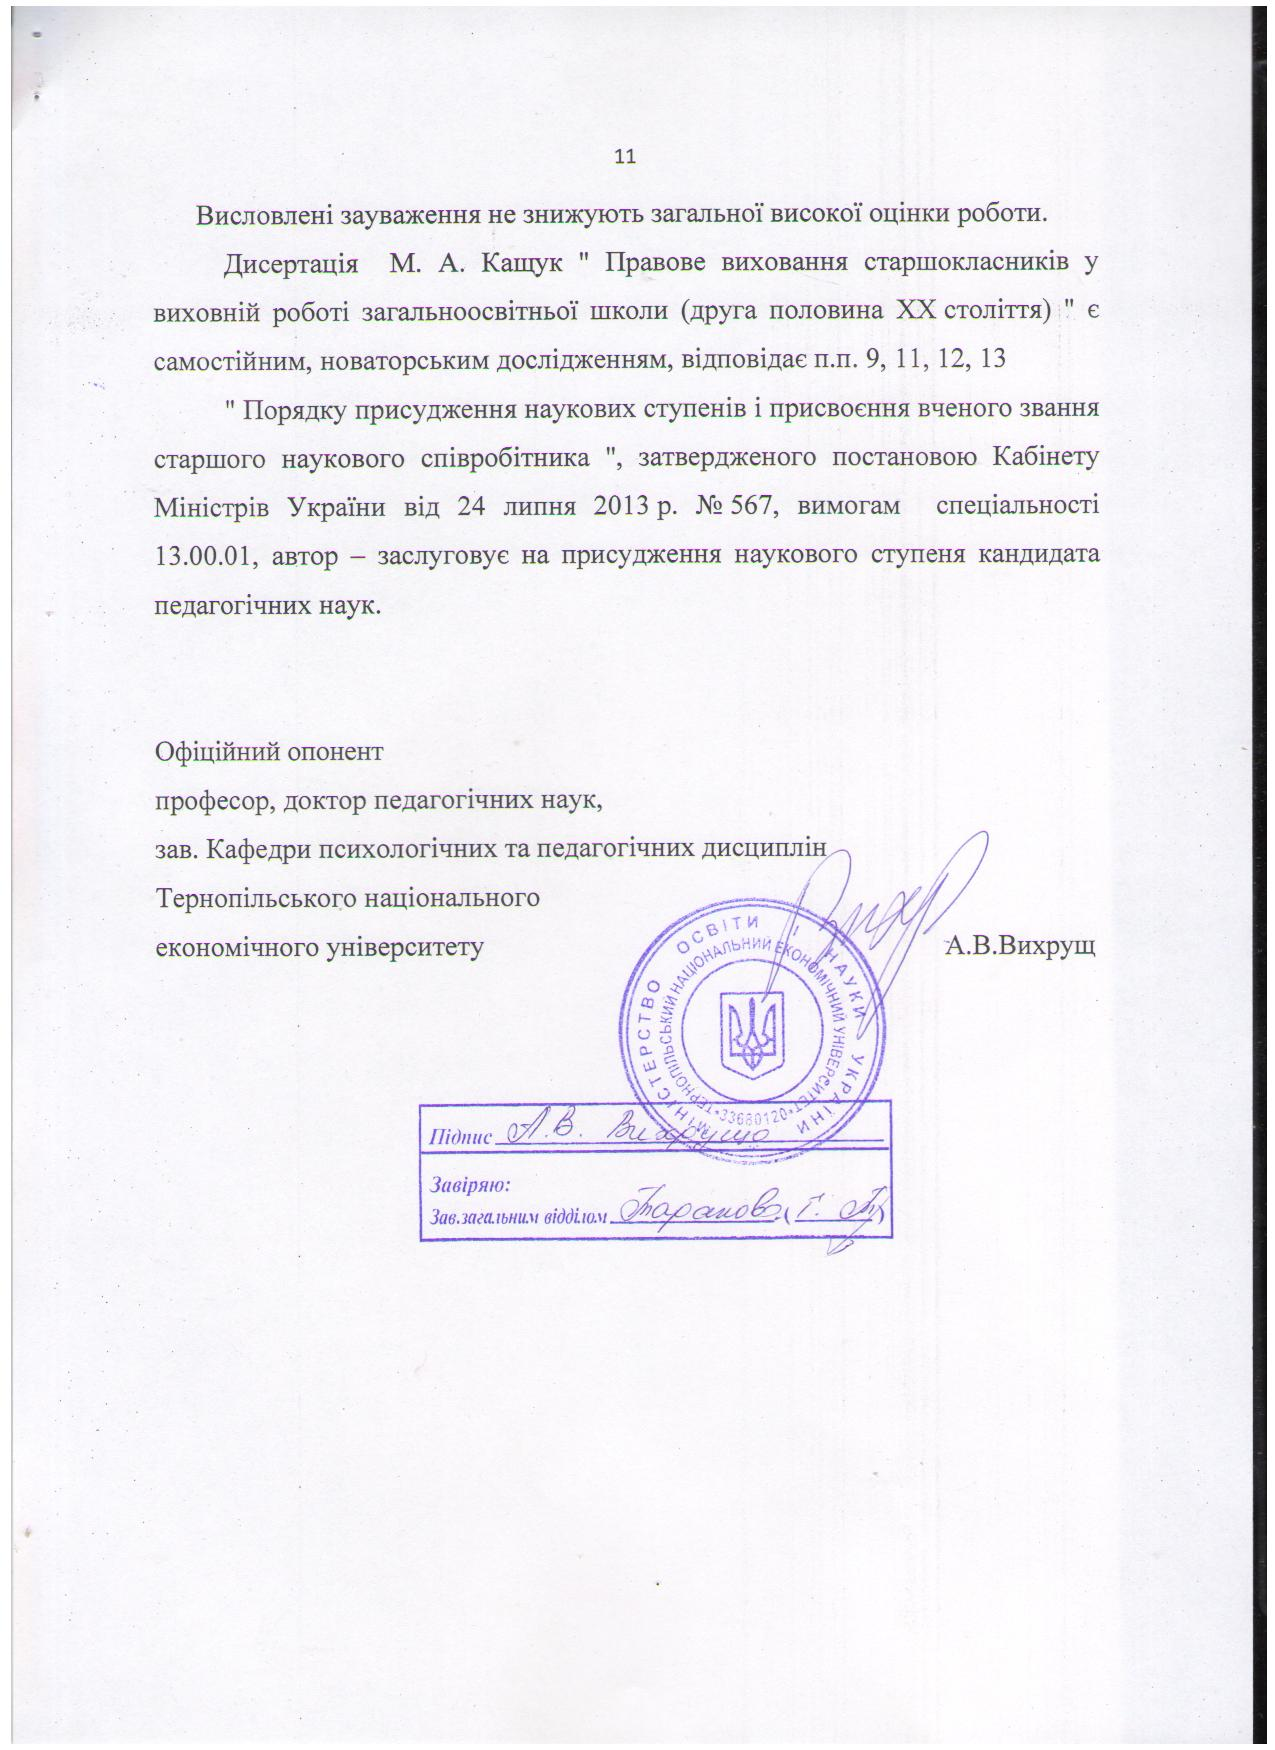 11
Висловлені зауваження не знижують загальної високої оцінки роботи.
Дисертація М. А. Кащук " Правове виховання старшокласників у
виховній роботі загальноосвітньої школи (друга половина ХХ століття) " є
самостійним, новаторським дослідженням, відповідає п.п. 9, 11, 12, 13
" Порядку присудження наукових ступенів і присвоєння вченого звання
старшого наукового співробітника ", затвердженого постановою Кабінету
Міністрів України від 24 липня 2013 р. № 567, вимогам спеціальності
13.00.01, автор – заслуговує на присудження наукового ступеня кандидата
педагогічних наук.
Офіційний опонент
професор, доктор педагогічних наук,
зав. Кафедри психологічних та педагогічних дисциплін
Тернопільського національного
економічного університету
А.В.Вихрущ
МІНІСТЕРСТВО ОСВІТИ І НАУКИ УКРАЇНИ
ТЕРНОПІЛЬСЬКИЙ НАЦІОНАЛЬНИЙ ЕКОНОМІЧНИЙ УНІВЕРСИТЕТ
*33680120*
Підпис А.В. Вихруща
Завіряю:
Зав.загальним відділом